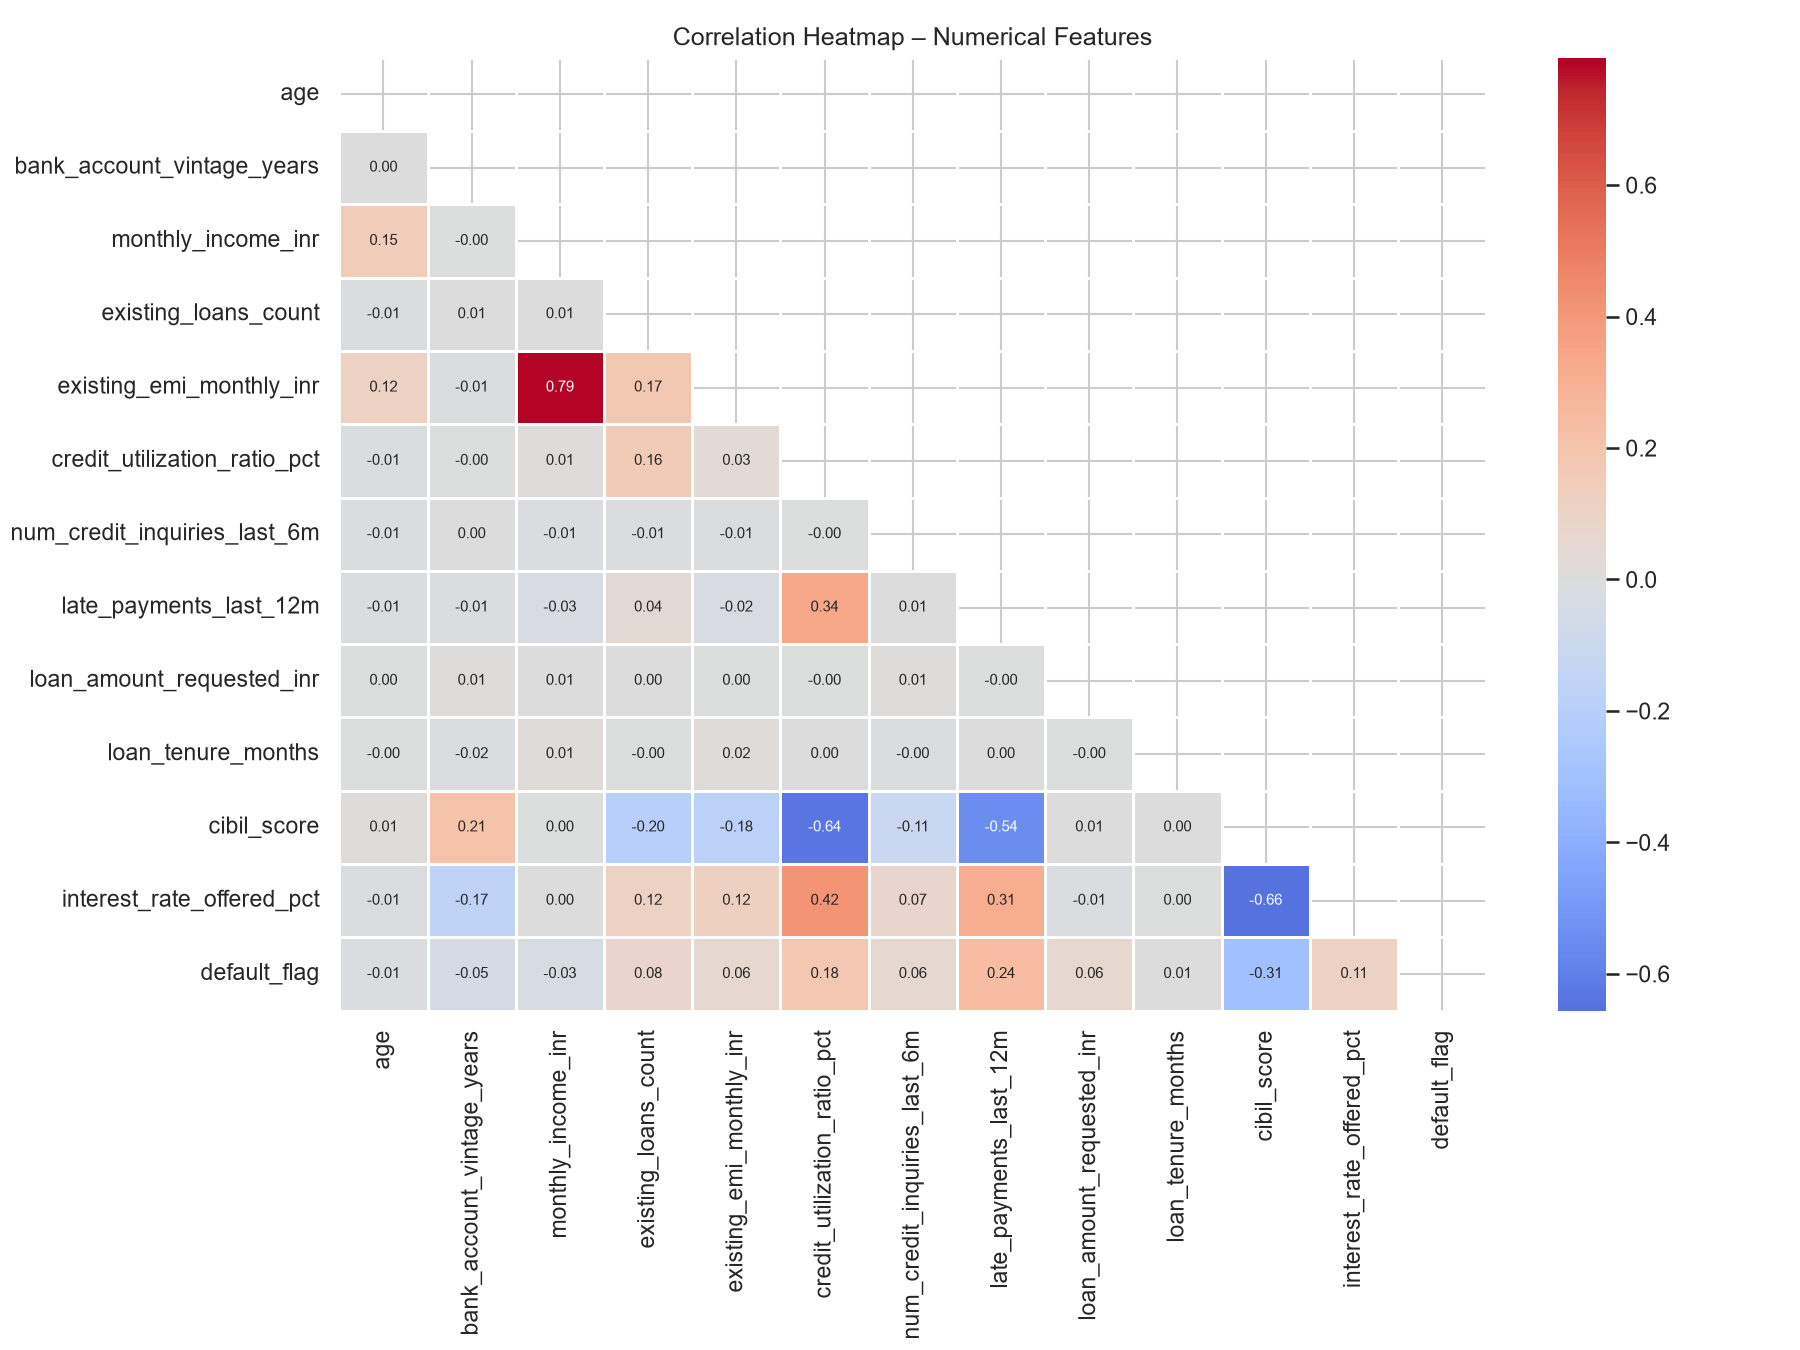 Correlation Heatmap – Numerical Features
age
bank_account_vintage_years 0.00
monthly_income_inr 0.15 -0.00
existing_loans_count -0.01 0.01 0.01
existing_emi_monthly_inr 0.12 -0.01 0.79 0.17
credit_utilization_ratio_pct -0.01 -0.00 0.01 0.16 0.03
num_credit_inquiries_last_6m -0.01 0.00 -0.01 -0.01 -0.01 -0.00
late_payments_last_12m -0.01 -0.01 -0.03 0.04 -0.02 0.34 0.01
loan_amount_requested_inr 0.00 0.01 0.01 0.00 0.00 -0.00 0.01 -0.00
loan_tenure_months -0.00 -0.02 0.01 -0.00 0.02 0.00 -0.00 0.00 -0.00
cibil_score 0.01 0.21 0.00 -0.20 -0.18 -0.64 -0.11 -0.54 0.01 0.00
interest_rate_offered_pct -0.01 -0.17 0.00 0.12 0.12 0.42 0.07 0.31 -0.01 0.00 -0.66
default_flag -0.01 -0.05 -0.03 0.08 0.06 0.18 0.06 0.24 0.06 0.01 -0.31 0.11
age
bank_account_vintage_years
monthly_income_inr
existing_loans_count
existing_emi_monthly_inr
credit_utilization_ratio_pct
num_credit_inquiries_last_6m
late_payments_last_12m
loan_amount_requested_inr
loan_tenure_months
cibil_score
interest_rate_offered_pct
default_flag
0.6
0.4
0.2
0.0
−0.2
−0.4
−0.6